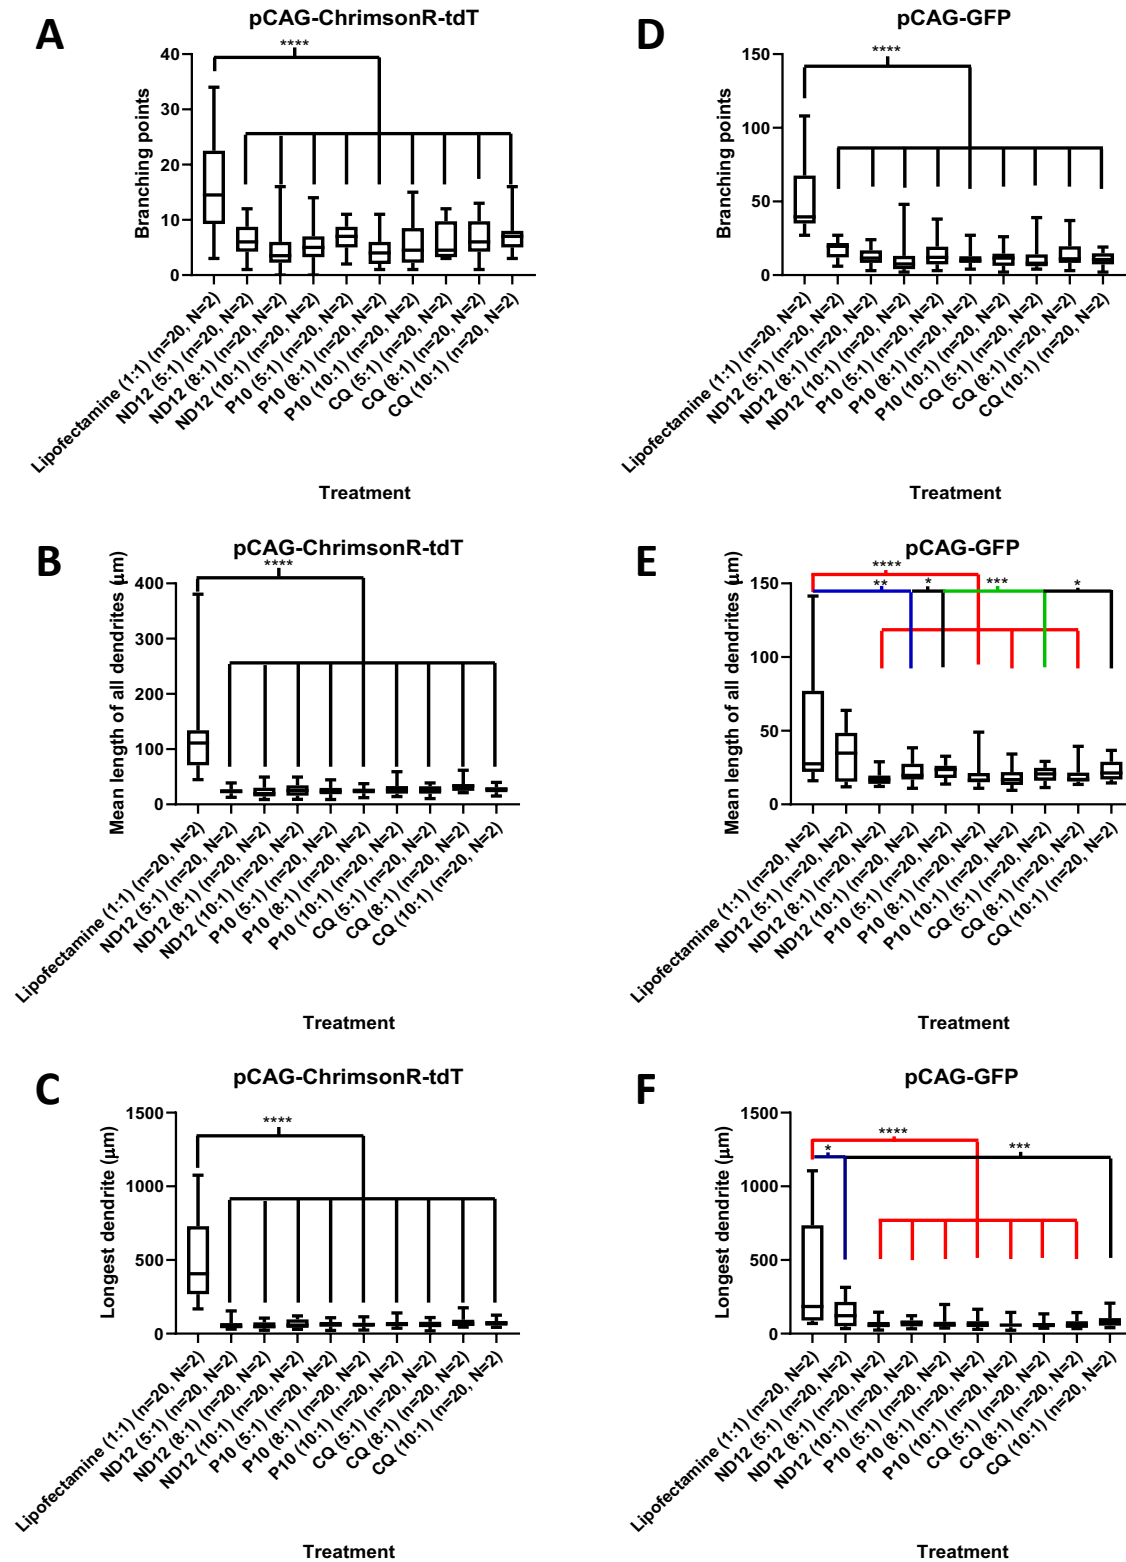 A
pCAG-ChrimsonR-tdT
****
Branching points
40
30
20
10
0
Lipofectamine (1:1) (n=20, N=2)
ND12 (5:1) (n=20, N=2)
ND12 (8:1) (n=20, N=2)
ND12 (10:1) (n=20, N=2)
P10 (5:1) (n=20, N=2)
P10 (8:1) (n=20, N=2)
P10 (10:1) (n=20, N=2)
CQ (5:1) (n=20, N=2)
CQ (8:1) (n=20, N=2)
CQ (10:1) (n=20, N=2)
Treatment
D
pCAG-GFP
****
Branching points
150
100
50
0
Lipofectamine (1:1) (n=20, N=2)
ND12 (5:1) (n=20, N=2)
ND12 (8:1) (n=20, N=2)
ND12 (10:1) (n=20, N=2)
P10 (5:1) (n=20, N=2)
P10 (8:1) (n=20, N=2)
P10 (10:1) (n=20, N=2)
CQ (5:1) (n=20, N=2)
CQ (8:1) (n=20, N=2)
CQ (10:1) (n=20, N=2)
Treatment
B
pCAG-ChrimsonR-tdT
****
Mean length of all dendrites (μm)
400
300
200
100
0
Lipofectamine (1:1) (n=20, N=2)
ND12 (5:1) (n=20, N=2)
ND12 (8:1) (n=20, N=2)
ND12 (10:1) (n=20, N=2)
P10 (5:1) (n=20, N=2)
P10 (8:1) (n=20, N=2)
P10 (10:1) (n=20, N=2)
CQ (5:1) (n=20, N=2)
CQ (8:1) (n=20, N=2)
CQ (10:1) (n=20, N=2)
Treatment
E
pCAG-GFP
****
** * *** *
Mean length of all dendrites (μm)
150
100
50
0
Lipofectamine (1:1) (n=20, N=2)
ND12 (5:1) (n=20, N=2)
ND12 (8:1) (n=20, N=2)
ND12 (10:1) (n=20, N=2)
P10 (5:1) (n=20, N=2)
P10 (8:1) (n=20, N=2)
P10 (10:1) (n=20, N=2)
CQ (5:1) (n=20, N=2)
CQ (8:1) (n=20, N=2)
CQ (10:1) (n=20, N=2)
Treatment
C
pCAG-ChrimsonR-tdT
****
Longest dendrite (μm)
1500
1000
500
0
Lipofectamine (1:1) (n=20, N=2)
ND12 (5:1) (n=20, N=2)
ND12 (8:1) (n=20, N=2)
ND12 (10:1) (n=20, N=2)
P10 (5:1) (n=20, N=2)
P10 (8:1) (n=20, N=2)
P10 (10:1) (n=20, N=2)
CQ (5:1) (n=20, N=2)
CQ (8:1) (n=20, N=2)
CQ (10:1) (n=20, N=2)
Treatment
F
pCAG-GFP
****
* ***
Longest dendrite (μm)
1500
1000
500
0
Lipofectamine (1:1) (n=20, N=2)
ND12 (5:1) (n=20, N=2)
ND12 (8:1) (n=20, N=2)
ND12 (10:1) (n=20, N=2)
P10 (5:1) (n=20, N=2)
P10 (8:1) (n=20, N=2)
P10 (10:1) (n=20, N=2)
CQ (5:1) (n=20, N=2)
CQ (8:1) (n=20, N=2)
CQ (10:1) (n=20, N=2)
Treatment